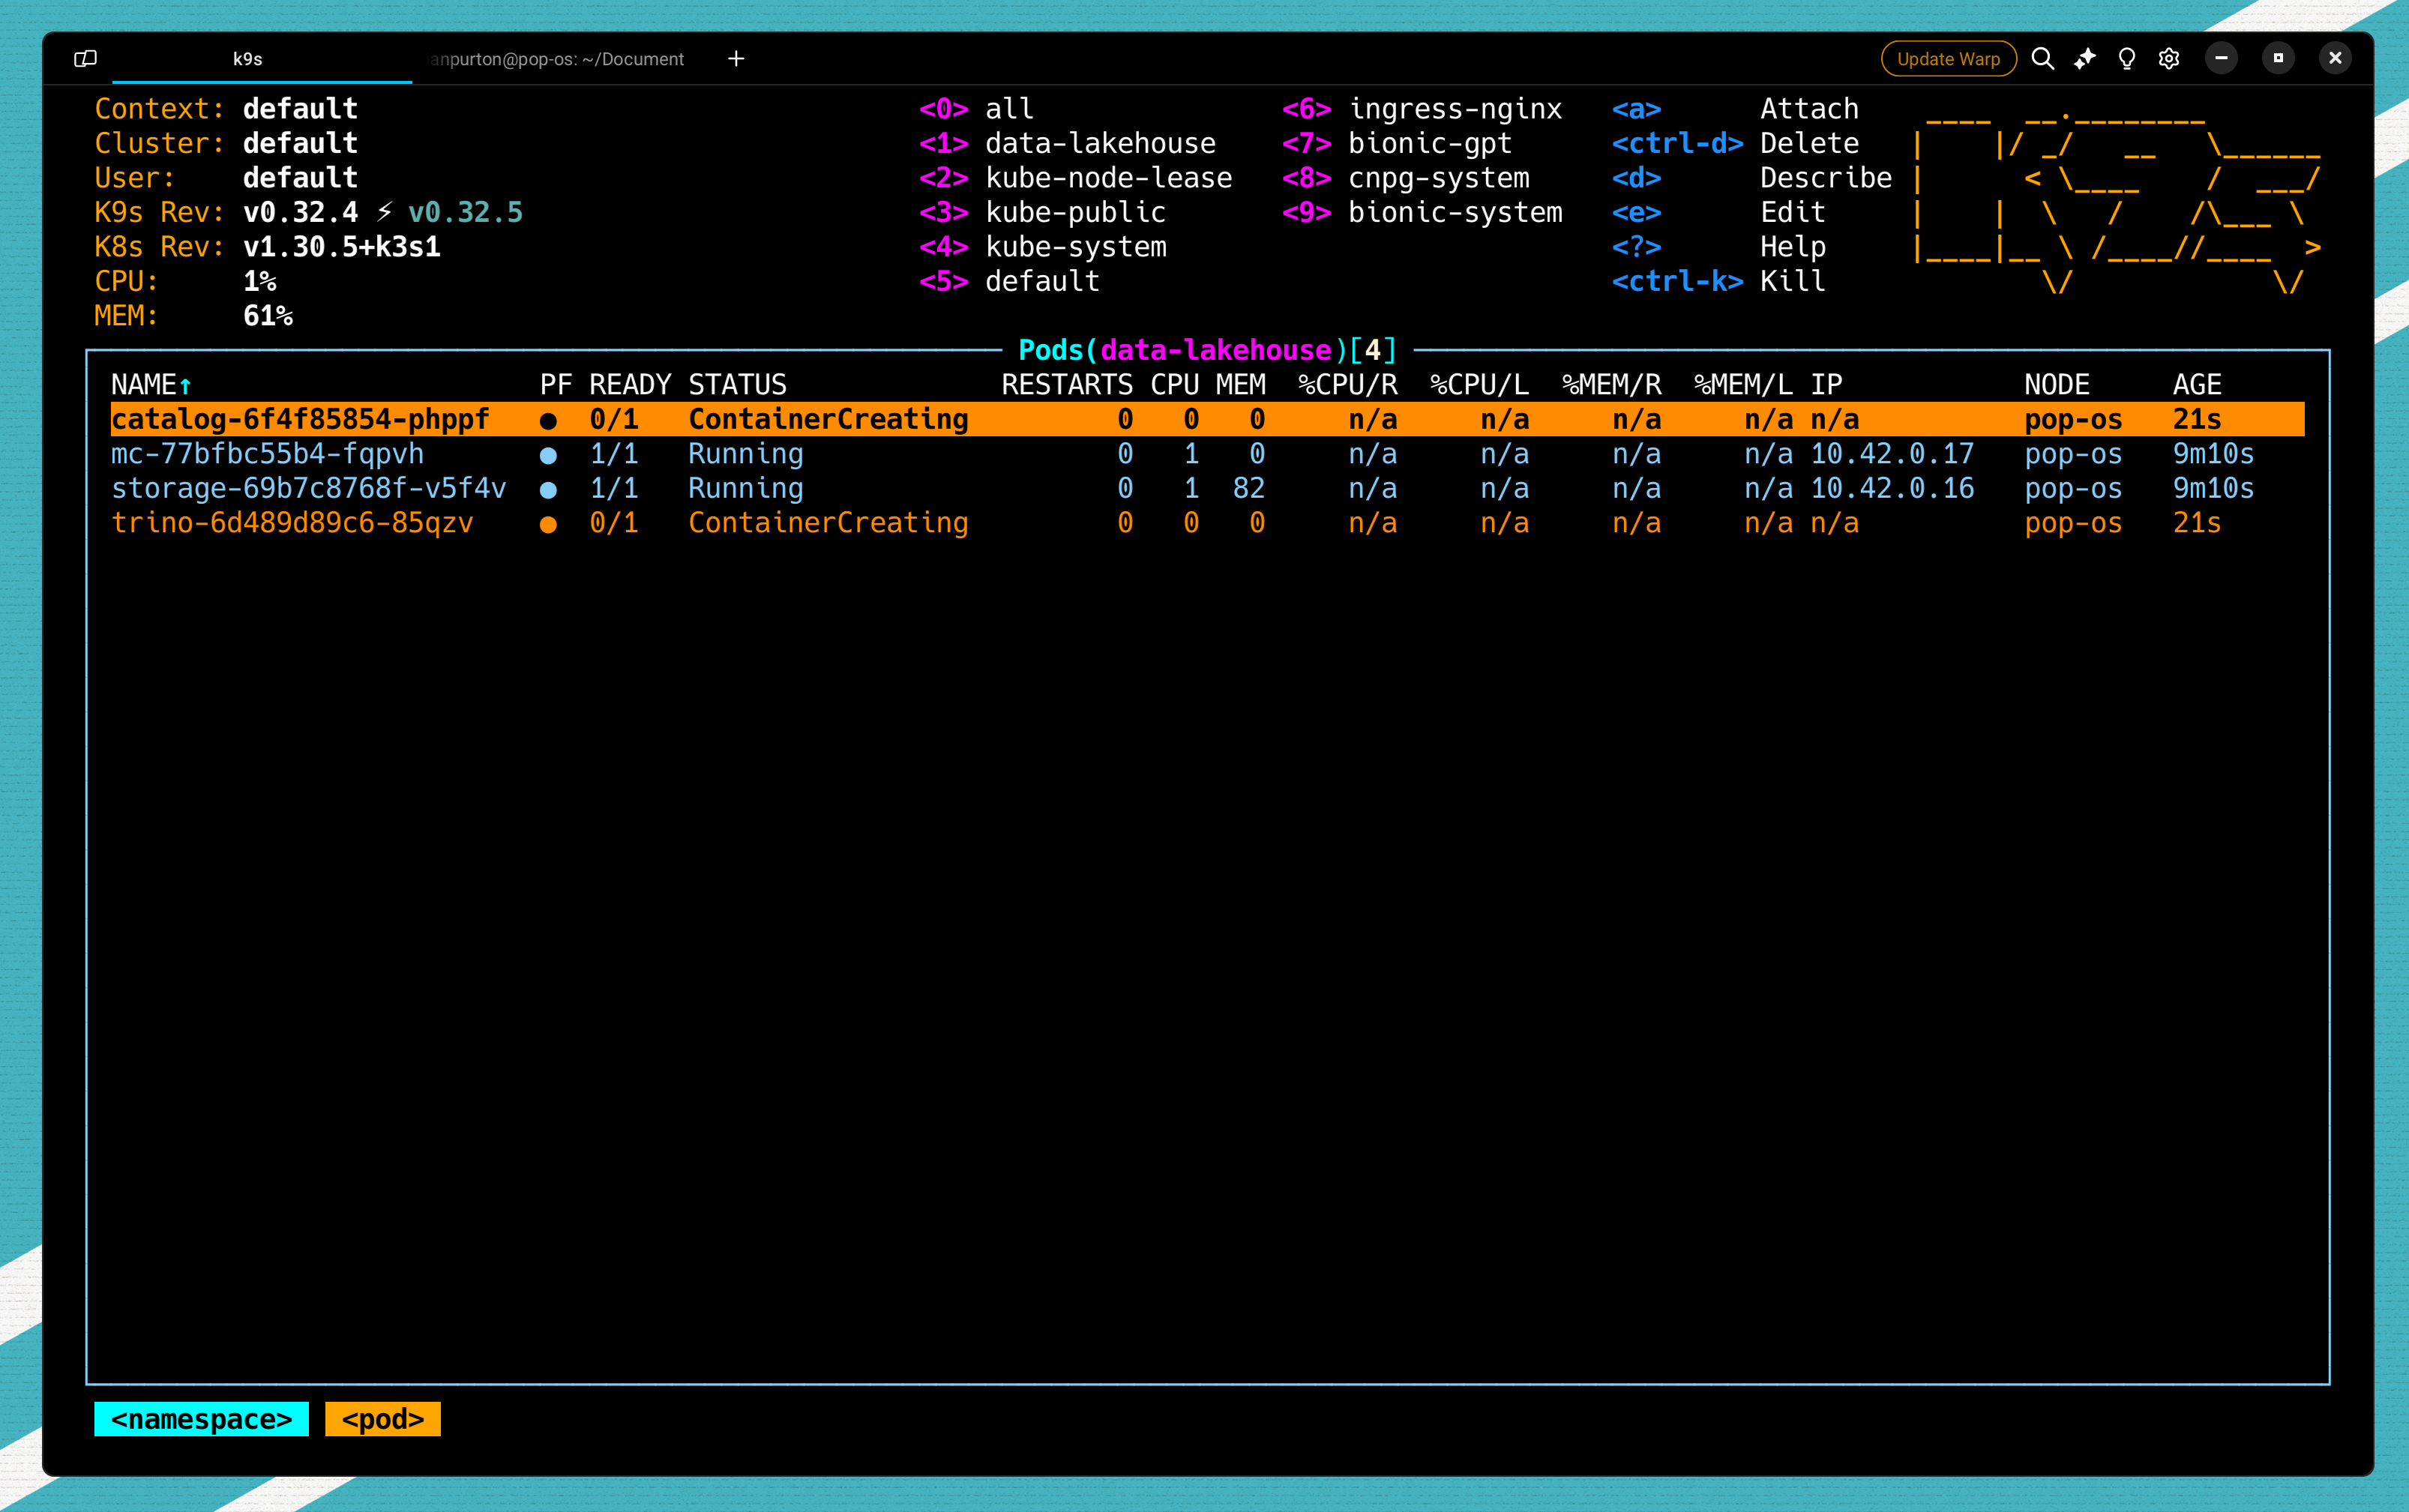 k9s anpurton@pop-os: ~/Document + Update Warp
Context: default <0> all <6> ingress-nginx <a> Attach
Cluster: default <1> data-lakehouse <7> bionic-gpt <ctrl-d> Delete
User: default <2> kube-node-lease <8> cnpg-system <d> Describe
K9s Rev: v0.32.4 ⚡ v0.32.5 <3> kube-public <9> bionic-system <e> Edit
K8s Rev: v1.30.5+k3s1 <4> kube-system <?> Help
CPU: 1% <5> default <ctrl-k> Kill
MEM: 61%
Pods(data-lakehouse)[4]
NAME↑ PF READY STATUS RESTARTS CPU MEM %CPU/R %CPU/L %MEM/R %MEM/L IP NODE AGE
catalog-6f4f85854-phppf ● 0/1 ContainerCreating 0 0 0 n/a n/a n/a n/a n/a pop-os 21s
mc-77bfbc55b4-fqpvh ● 1/1 Running 0 1 0 n/a n/a n/a n/a 10.42.0.17 pop-os 9m10s
storage-69b7c8768f-v5f4v ● 1/1 Running 0 1 82 n/a n/a n/a n/a 10.42.0.16 pop-os 9m10s
trino-6d489d89c6-85qzv ● 0/1 ContainerCreating 0 0 0 n/a n/a n/a n/a n/a pop-os 21s
<namespace> <pod>